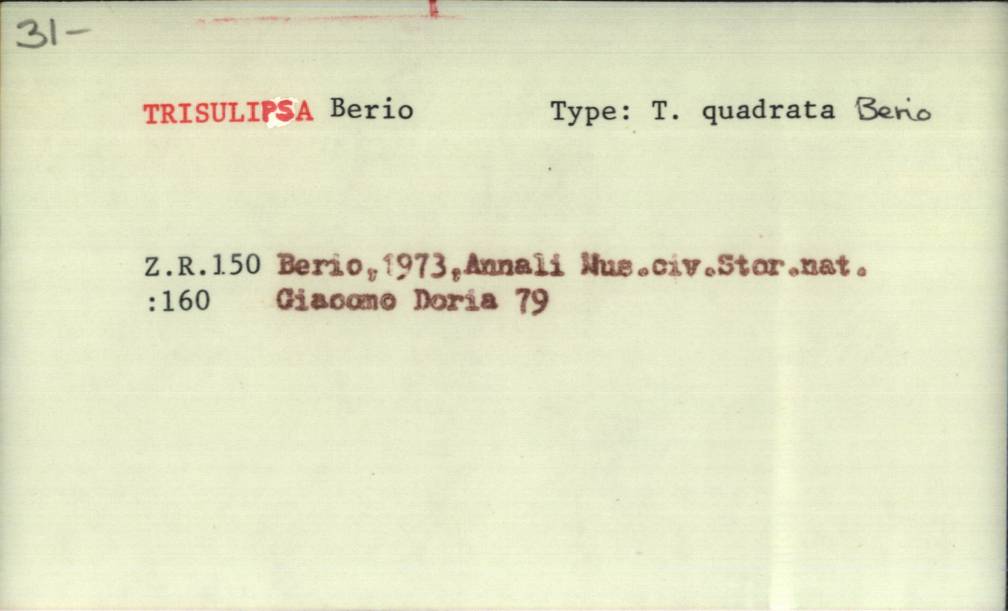 31-
TRISULIPSA Berio Type: T. quadrata Berio
Z.R.150 Berio,1973,Annali Mus.civ.Stor.nat.
:160 Giacomo Doria 79